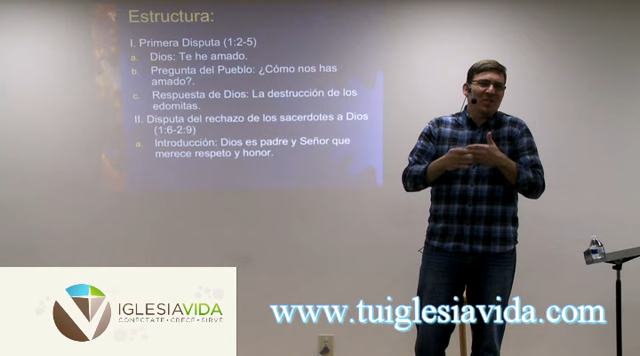 Estructura:
I. Primera Disputa (1:2-5)
a. Dios: Te he amado.
b. Pregunta del Pueblo: ¿Cómo nos has
amado?.
c. Respuesta de Dios: La destrucción de los
edomitas.
II. Disputa del rechazo de los sacerdotes a Dios
(1:6-2:9)
a. Introducción: Dios es padre y Señor que
merece respeto y honor.
IGLESIAVIDA
CONÉCTATE • CRECE • SIRVE
www.tuiglesiavida.com